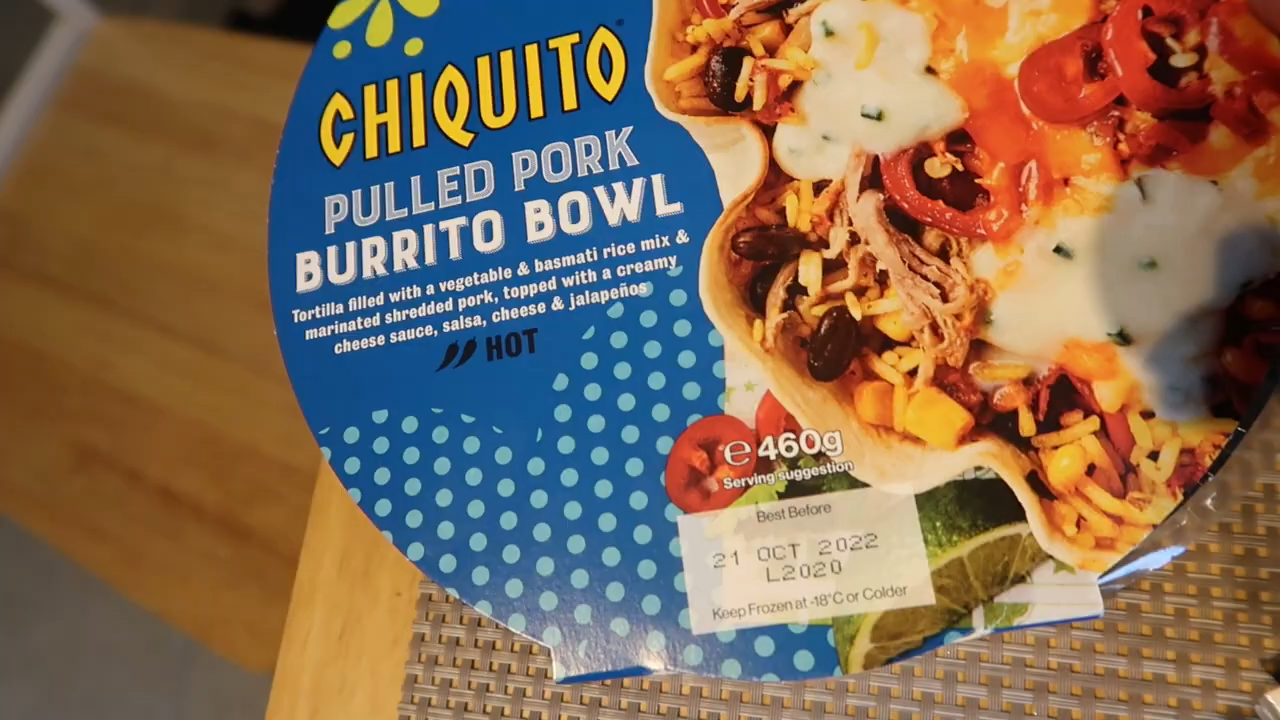 CHIQUITO
PULLED PORK
BURRITO BOWL
Tortilla filled with a vegetable & basmati rice mix &
marinated shredded pork, topped with a creamy
cheese sauce, salsa, cheese & jalapeños
HOT
℮ 460g
Serving suggestion
Best Before
21 OCT 2022
L2020
Keep Frozen at -18°C or Colder